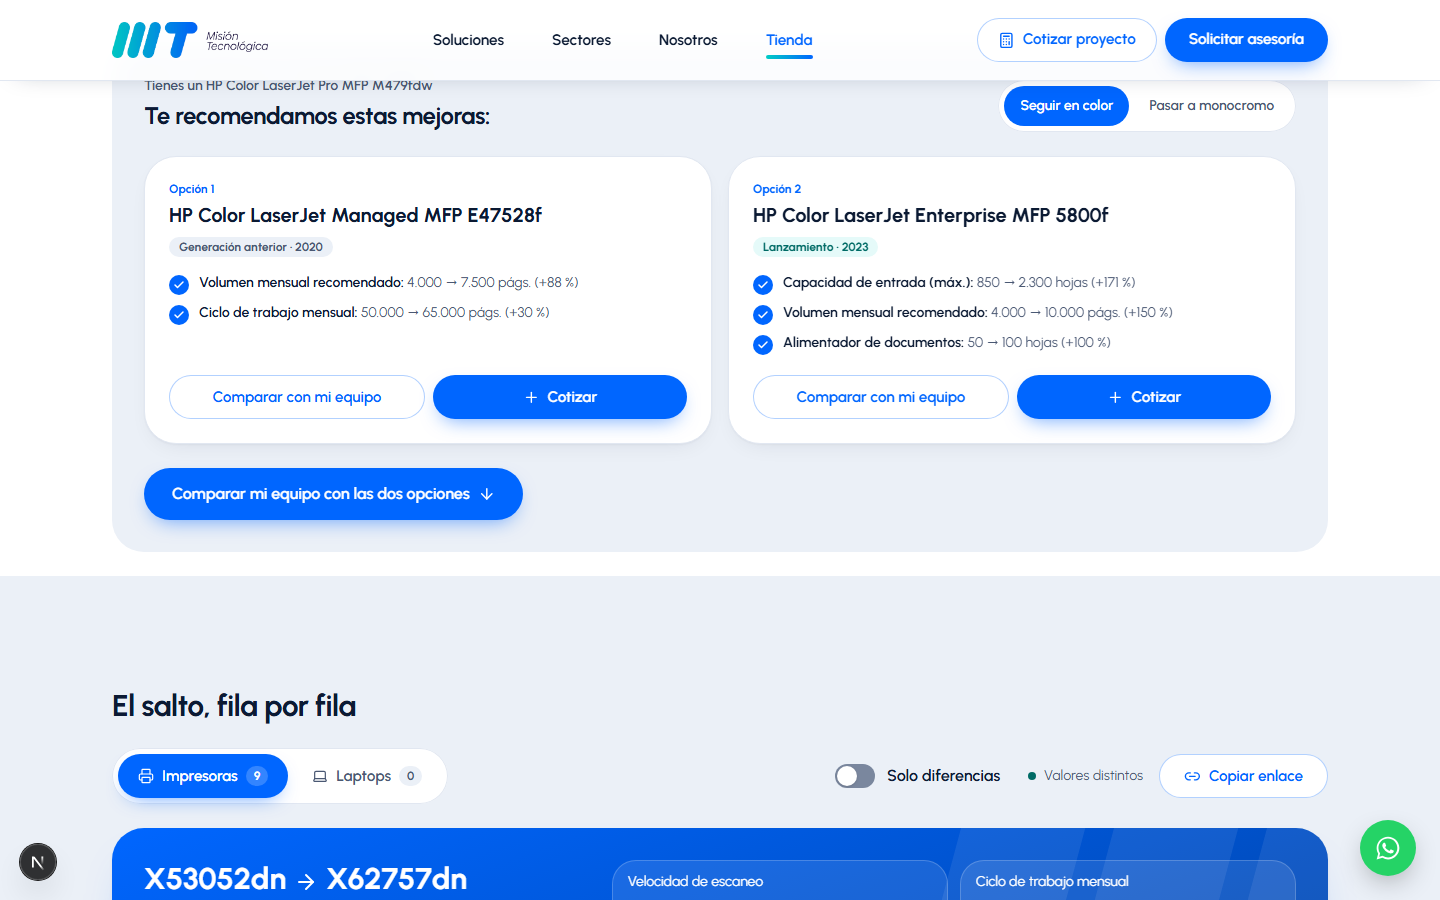 Misión
Tecnológica
Soluciones
Sectores
Nosotros
Tienda
Cotizar proyecto
Solicitar asesoría
Tienes un HP Color LaserJet Pro MFP M479fdw
Te recomendamos estas mejoras:
Seguir en color
Pasar a monocromo
Opción 1
HP Color LaserJet Managed MFP E47528f
Generación anterior · 2020
Volumen mensual recomendado: 4.000 → 7.500 págs. (+88 %)
Ciclo de trabajo mensual: 50.000 → 65.000 págs. (+30 %)
Comparar con mi equipo
+ Cotizar
Opción 2
HP Color LaserJet Enterprise MFP 5800f
Lanzamiento · 2023
Capacidad de entrada (máx.): 850 → 2.300 hojas (+171 %)
Volumen mensual recomendado: 4.000 → 10.000 págs. (+150 %)
Alimentador de documentos: 50 → 100 hojas (+100 %)
Comparar con mi equipo
+ Cotizar
Comparar mi equipo con las dos opciones ↓
El salto, fila por fila
Impresoras 9
Laptops 0
Solo diferencias
Valores distintos
Copiar enlace
X53052dn → X62757dn
Velocidad de escaneo
Ciclo de trabajo mensual
N